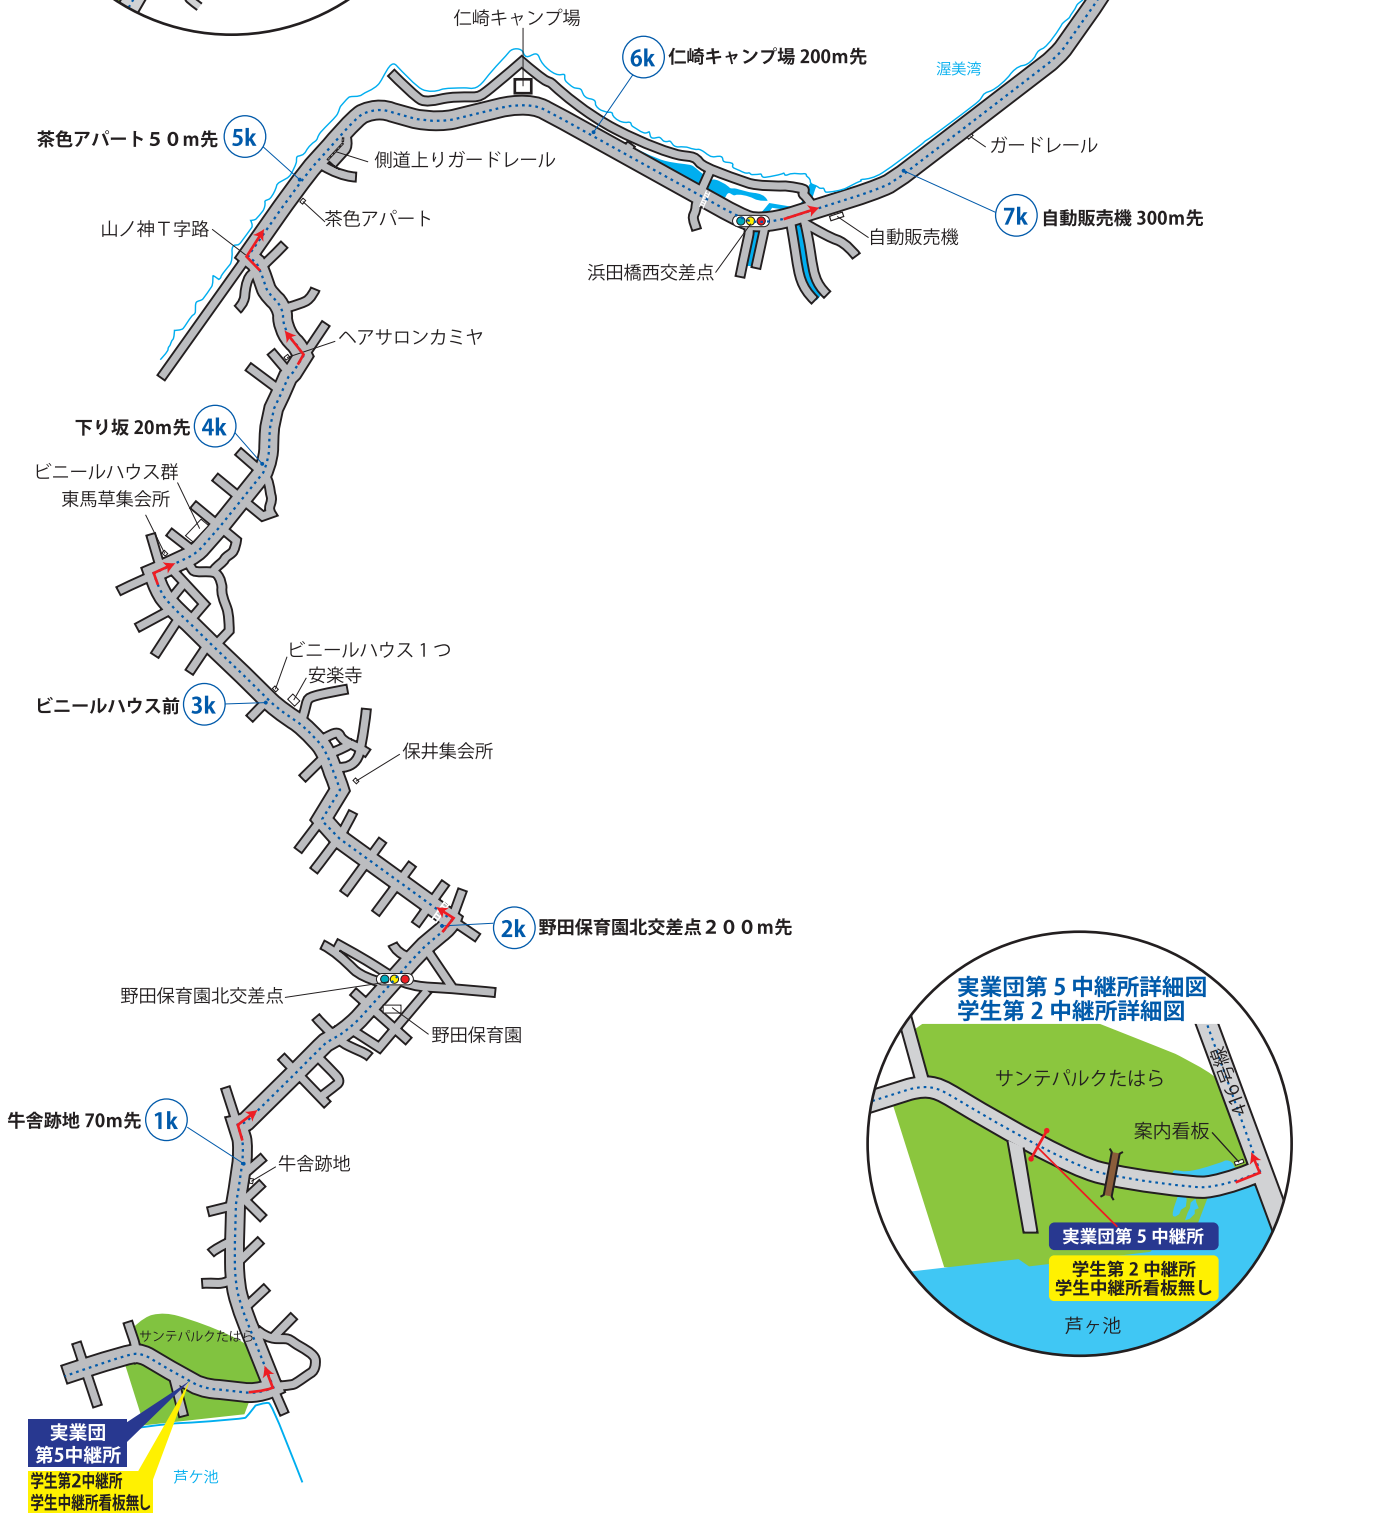 仁崎キャンプ場
6k 仁崎キャンプ場 200m先
渥美湾
茶色アパート５０m先 5k
側道上りガードレール
ガードレール
茶色アパート
山ノ神Ｔ字路
7k 自動販売機 300m先
自動販売機
浜田橋西交差点
ヘアサロンカミヤ
下り坂 20m先 4k
ビニールハウス群
東馬草集会所
ビニールハウス１つ
安楽寺
ビニールハウス前 3k
保井集会所
2k 野田保育園北交差点２００m先
野田保育園北交差点
野田保育園
牛舎跡地 70m先 1k
牛舎跡地
サンテパルクたはら
実業団
第5中継所
学生第2中継所
学生中継所看板無し
芦ケ池
実業団第 5 中継所詳細図
学生第 2 中継所詳細図
416号線
サンテパルクたはら
案内看板
実業団第 5 中継所
学生第 2 中継所
学生中継所看板無し
芦ヶ池